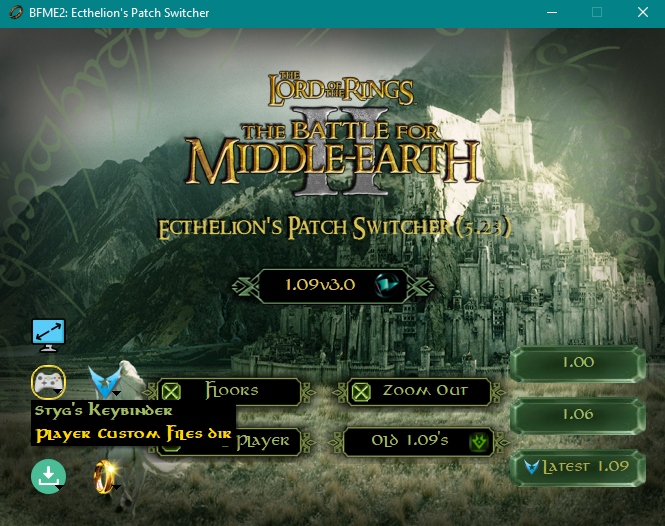 BFME2: Ecthelion's Patch Switcher
THE
LORD OF THE RINGS
II
THE BATTLE FOR
MIDDLE-EARTH
Ecthelion's Patch Switcher (5.23)
1.09v3.0
1.00
Floors
Zoom Out
Styg's Keybinder
1.06
Player Custom Files dir
Player
Old 1.09's
Latest 1.09